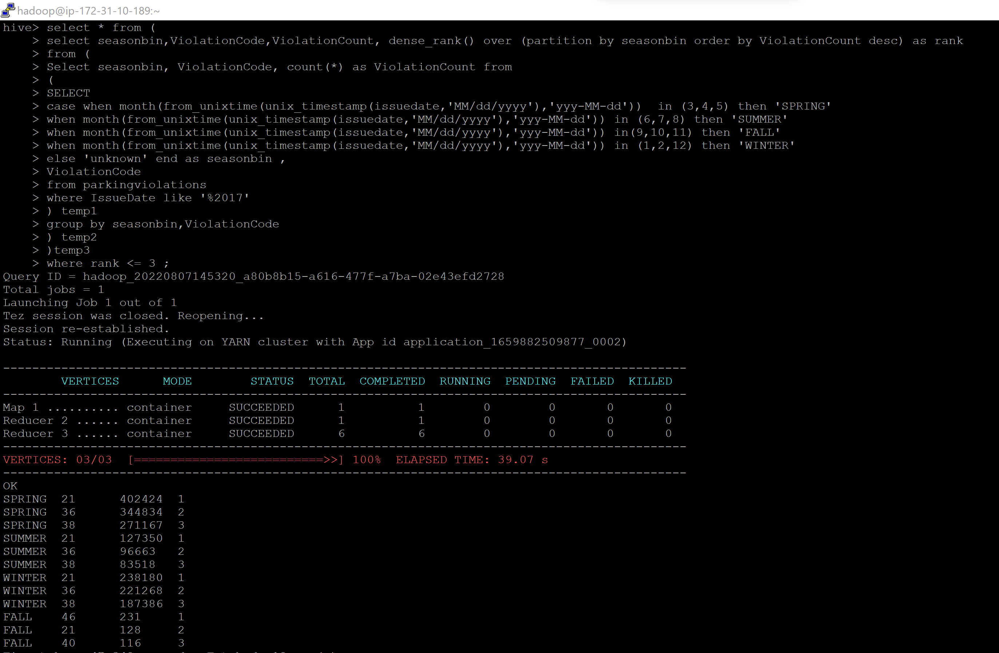 hadoop@ip-172-31-10-189:~
hive> select * from (
    > select seasonbin,ViolationCode,ViolationCount, dense_rank() over (partition by seasonbin order by ViolationCount desc) as rank
    > from (
    > Select seasonbin, ViolationCode, count(*) as ViolationCount from
    > (
    > SELECT
    > case when month(from_unixtime(unix_timestamp(issuedate,'MM/dd/yyyy'),'yyy-MM-dd'))  in (3,4,5) then 'SPRING'
    > when month(from_unixtime(unix_timestamp(issuedate,'MM/dd/yyyy'),'yyy-MM-dd')) in (6,7,8) then 'SUMMER'
    > when month(from_unixtime(unix_timestamp(issuedate,'MM/dd/yyyy'),'yyy-MM-dd')) in(9,10,11) then 'FALL'
    > when month(from_unixtime(unix_timestamp(issuedate,'MM/dd/yyyy'),'yyy-MM-dd')) in (1,2,12) then 'WINTER'
    > else 'unknown' end as seasonbin ,
    > ViolationCode
    > from parkingviolations
    > where IssueDate like '%2017'
    > ) temp1
    > group by seasonbin,ViolationCode
    > ) temp2
    > )temp3
    > where rank <= 3 ;
Query ID = hadoop_20220807145320_a80b8b15-a616-477f-a7ba-02e43efd2728
Total jobs = 1
Launching Job 1 out of 1
Tez session was closed. Reopening...
Session re-established.
Status: Running (Executing on YARN cluster with App id application_1659882509877_0002)
----------------------------------------------------------------------------------------------
        VERTICES      MODE        STATUS  TOTAL  COMPLETED  RUNNING  PENDING  FAILED  KILLED
----------------------------------------------------------------------------------------------
Map 1 .......... container     SUCCEEDED      1          1        0        0       0       0
Reducer 2 ...... container     SUCCEEDED      1          1        0        0       0       0
Reducer 3 ...... container     SUCCEEDED      6          6        0        0       0       0
----------------------------------------------------------------------------------------------
VERTICES: 03/03  [==========================>>] 100%  ELAPSED TIME: 39.07 s
----------------------------------------------------------------------------------------------
OK
SPRING  21      402424  1
SPRING  36      344834  2
SPRING  38      271167  3
SUMMER  21      127350  1
SUMMER  36      96663   2
SUMMER  38      83518   3
WINTER  21      238180  1
WINTER  36      221268  2
WINTER  38      187386  3
FALL    46      231     1
FALL    21      128     2
FALL    40      116     3